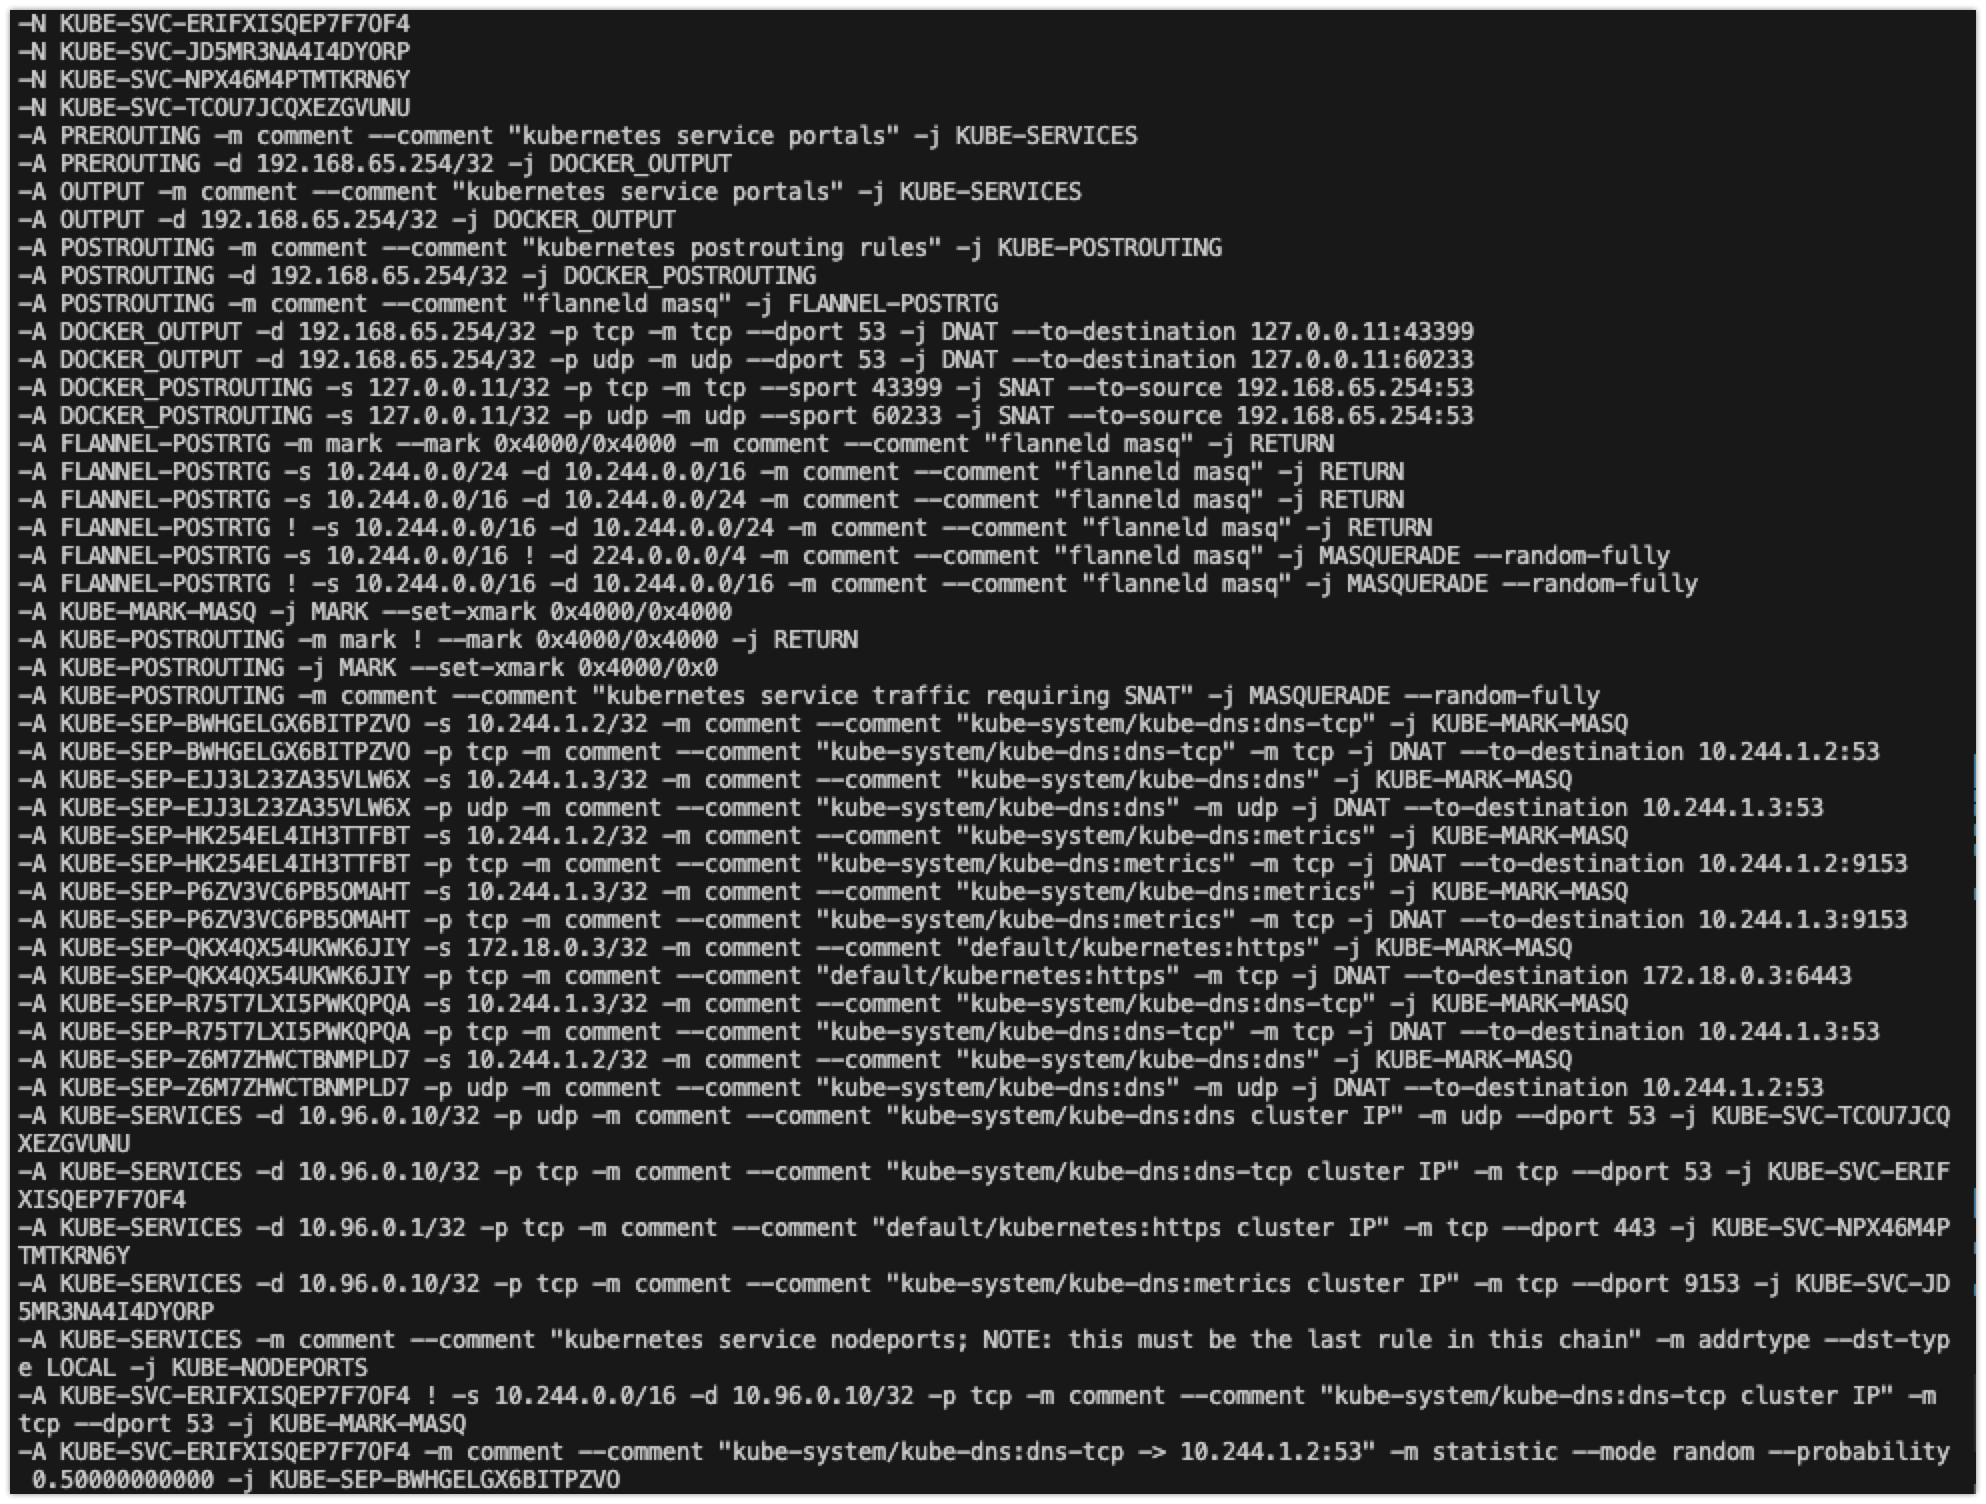 -N KUBE-SVC-ERIFXISQEP7F7OF4
-N KUBE-SVC-JD5MR3NA4I4DYORP
-N KUBE-SVC-NPX46M4PTMTKRN6Y
-N KUBE-SVC-TCOU7JCQXEZGVUNU
-A PREROUTING -m comment --comment "kubernetes service portals" -j KUBE-SERVICES
-A PREROUTING -d 192.168.65.254/32 -j DOCKER_OUTPUT
-A OUTPUT -m comment --comment "kubernetes service portals" -j KUBE-SERVICES
-A OUTPUT -d 192.168.65.254/32 -j DOCKER_OUTPUT
-A POSTROUTING -m comment --comment "kubernetes postrouting rules" -j KUBE-POSTROUTING
-A POSTROUTING -d 192.168.65.254/32 -j DOCKER_POSTROUTING
-A POSTROUTING -m comment --comment "flanneld masq" -j FLANNEL-POSTRTG
-A DOCKER_OUTPUT -d 192.168.65.254/32 -p tcp -m tcp --dport 53 -j DNAT --to-destination 127.0.0.11:43399
-A DOCKER_OUTPUT -d 192.168.65.254/32 -p udp -m udp --dport 53 -j DNAT --to-destination 127.0.0.11:60233
-A DOCKER_POSTROUTING -s 127.0.0.11/32 -p tcp -m tcp --sport 43399 -j SNAT --to-source 192.168.65.254:53
-A DOCKER_POSTROUTING -s 127.0.0.11/32 -p udp -m udp --sport 60233 -j SNAT --to-source 192.168.65.254:53
-A FLANNEL-POSTRTG -m mark --mark 0x4000/0x4000 -m comment --comment "flanneld masq" -j RETURN
-A FLANNEL-POSTRTG -s 10.244.0.0/24 -d 10.244.0.0/16 -m comment --comment "flanneld masq" -j RETURN
-A FLANNEL-POSTRTG -s 10.244.0.0/16 -d 10.244.0.0/24 -m comment --comment "flanneld masq" -j RETURN
-A FLANNEL-POSTRTG ! -s 10.244.0.0/16 -d 10.244.0.0/24 -m comment --comment "flanneld masq" -j RETURN
-A FLANNEL-POSTRTG -s 10.244.0.0/16 ! -d 224.0.0.0/4 -m comment --comment "flanneld masq" -j MASQUERADE --random-fully
-A FLANNEL-POSTRTG ! -s 10.244.0.0/16 -d 10.244.0.0/16 -m comment --comment "flanneld masq" -j MASQUERADE --random-fully
-A KUBE-MARK-MASQ -j MARK --set-xmark 0x4000/0x4000
-A KUBE-POSTROUTING -m mark ! --mark 0x4000/0x4000 -j RETURN
-A KUBE-POSTROUTING -j MARK --set-xmark 0x4000/0x0
-A KUBE-POSTROUTING -m comment --comment "kubernetes service traffic requiring SNAT" -j MASQUERADE --random-fully
-A KUBE-SEP-BWHGELGX6BITPZVO -s 10.244.1.2/32 -m comment --comment "kube-system/kube-dns:dns-tcp" -j KUBE-MARK-MASQ
-A KUBE-SEP-BWHGELGX6BITPZVO -p tcp -m comment --comment "kube-system/kube-dns:dns-tcp" -m tcp -j DNAT --to-destination 10.244.1.2:53
-A KUBE-SEP-EJJ3L23ZA35VLW6X -s 10.244.1.3/32 -m comment --comment "kube-system/kube-dns:dns" -j KUBE-MARK-MASQ
-A KUBE-SEP-EJJ3L23ZA35VLW6X -p udp -m comment --comment "kube-system/kube-dns:dns" -m udp -j DNAT --to-destination 10.244.1.3:53
-A KUBE-SEP-HK254EL4IH3TTFBT -s 10.244.1.2/32 -m comment --comment "kube-system/kube-dns:metrics" -j KUBE-MARK-MASQ
-A KUBE-SEP-HK254EL4IH3TTFBT -p tcp -m comment --comment "kube-system/kube-dns:metrics" -m tcp -j DNAT --to-destination 10.244.1.2:9153
-A KUBE-SEP-P6ZV3VC6PB5OMAHT -s 10.244.1.3/32 -m comment --comment "kube-system/kube-dns:metrics" -j KUBE-MARK-MASQ
-A KUBE-SEP-P6ZV3VC6PB5OMAHT -p tcp -m comment --comment "kube-system/kube-dns:metrics" -m tcp -j DNAT --to-destination 10.244.1.3:9153
-A KUBE-SEP-QKX4QX54UKWK6JIY -s 172.18.0.3/32 -m comment --comment "default/kubernetes:https" -j KUBE-MARK-MASQ
-A KUBE-SEP-QKX4QX54UKWK6JIY -p tcp -m comment --comment "default/kubernetes:https" -m tcp -j DNAT --to-destination 172.18.0.3:6443
-A KUBE-SEP-R75T7LXI5PWKQPQA -s 10.244.1.3/32 -m comment --comment "kube-system/kube-dns:dns-tcp" -j KUBE-MARK-MASQ
-A KUBE-SEP-R75T7LXI5PWKQPQA -p tcp -m comment --comment "kube-system/kube-dns:dns-tcp" -m tcp -j DNAT --to-destination 10.244.1.3:53
-A KUBE-SEP-Z6M7ZHWCTBNMPLD7 -s 10.244.1.2/32 -m comment --comment "kube-system/kube-dns:dns" -j KUBE-MARK-MASQ
-A KUBE-SEP-Z6M7ZHWCTBNMPLD7 -p udp -m comment --comment "kube-system/kube-dns:dns" -m udp -j DNAT --to-destination 10.244.1.2:53
-A KUBE-SERVICES -d 10.96.0.10/32 -p udp -m comment --comment "kube-system/kube-dns:dns cluster IP" -m udp --dport 53 -j KUBE-SVC-TCOU7JCQ
XEZGVUNU
-A KUBE-SERVICES -d 10.96.0.10/32 -p tcp -m comment --comment "kube-system/kube-dns:dns-tcp cluster IP" -m tcp --dport 53 -j KUBE-SVC-ERIF
XISQEP7F7OF4
-A KUBE-SERVICES -d 10.96.0.1/32 -p tcp -m comment --comment "default/kubernetes:https cluster IP" -m tcp --dport 443 -j KUBE-SVC-NPX46M4P
TMTKRN6Y
-A KUBE-SERVICES -d 10.96.0.10/32 -p tcp -m comment --comment "kube-system/kube-dns:metrics cluster IP" -m tcp --dport 9153 -j KUBE-SVC-JD
5MR3NA4I4DYORP
-A KUBE-SERVICES -m comment --comment "kubernetes service nodeports; NOTE: this must be the last rule in this chain" -m addrtype --dst-typ
e LOCAL -j KUBE-NODEPORTS
-A KUBE-SVC-ERIFXISQEP7F7OF4 ! -s 10.244.0.0/16 -d 10.96.0.10/32 -p tcp -m comment --comment "kube-system/kube-dns:dns-tcp cluster IP" -m
tcp --dport 53 -j KUBE-MARK-MASQ
-A KUBE-SVC-ERIFXISQEP7F7OF4 -m comment --comment "kube-system/kube-dns:dns-tcp -> 10.244.1.2:53" -m statistic --mode random --probability
 0.50000000000 -j KUBE-SEP-BWHGELGX6BITPZVO